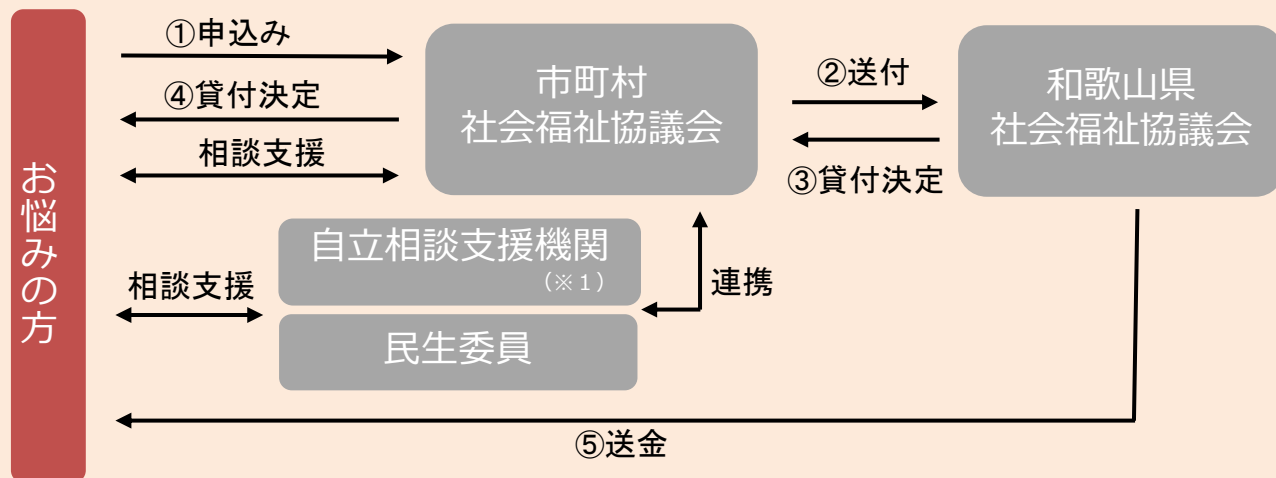 お悩みの方
①申込み
④貸付決定
相談支援
市町村
社会福祉協議会
②送付
③貸付決定
和歌山県
社会福祉協議会
自立相談支援機関
（※１）
民生委員
相談支援
連携
⑤送金